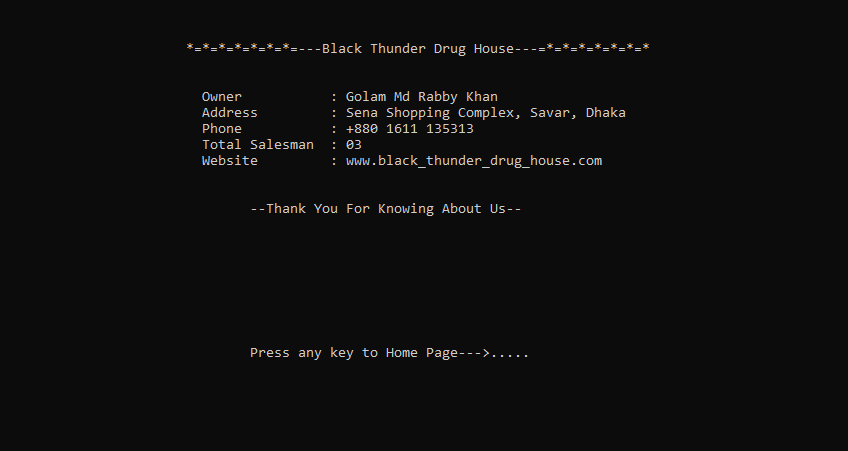 *=*=*=*=*=*=*=---Black Thunder Drug House---=*=*=*=*=*=*=*
Owner : Golam Md Rabby Khan
Address : Sena Shopping Complex, Savar, Dhaka
Phone : +880 1611 135313
Total Salesman : 03
Website : www.black_thunder_drug_house.com
--Thank You For Knowing About Us--
Press any key to Home Page--->.....